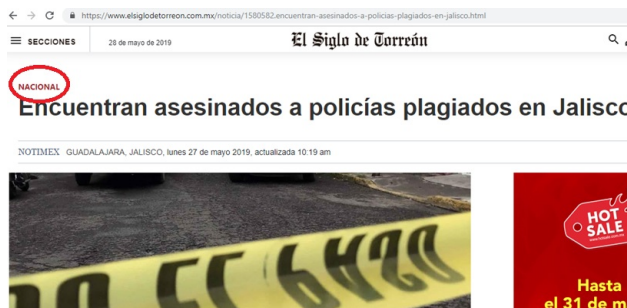 https://www.elsiglodetorreon.com.mx/noticia/1580582.encuentran-asesinados-a-policias-plagiados-en-jalisco.html
SECCIONES
28 de mayo de 2019
El Siglo de Torreón
NACIONAL
Encuentran asesinados a policías plagiados en Jalisco
NOTIMEX GUADALAJARA, JALISCO, lunes 27 de mayo 2019, actualizada 10:19 am
HOT
SALE
Hasta
el 31 de m